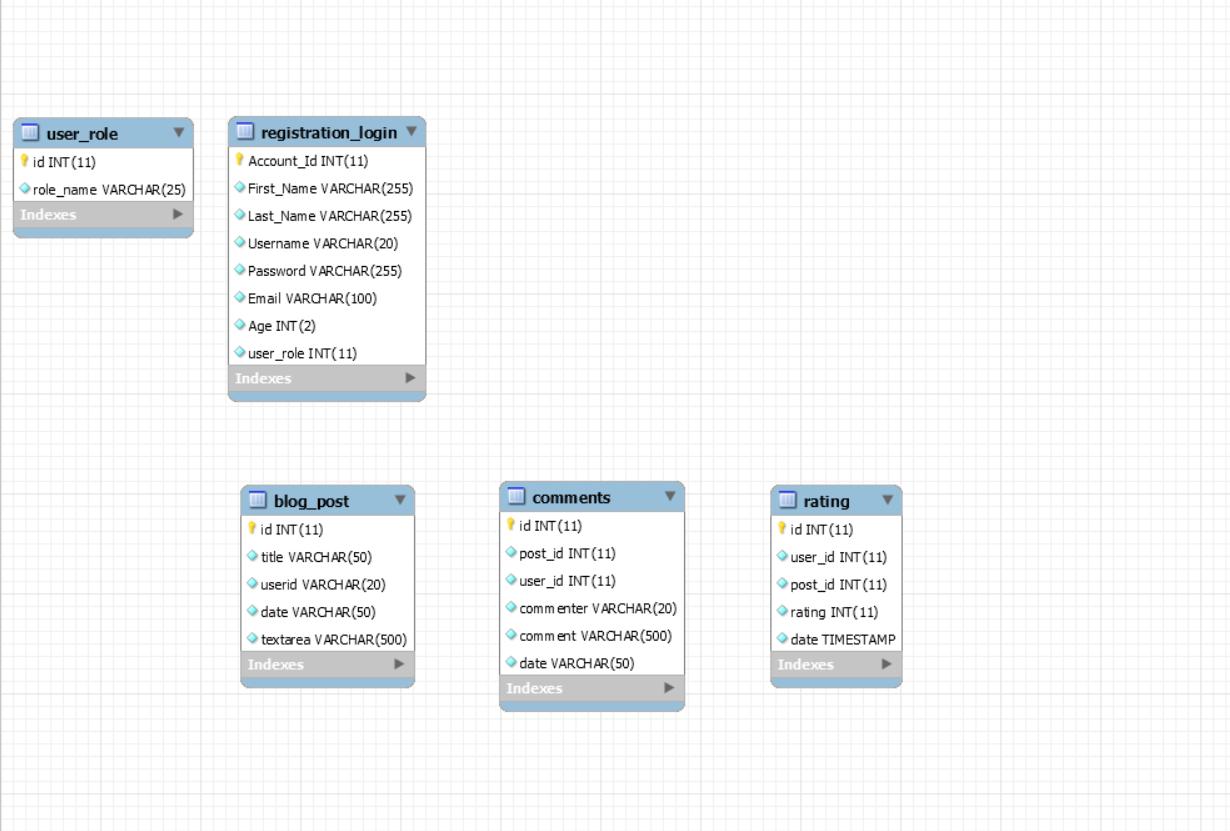 user_role
id INT(11)
role_name VARCHAR(25)
Indexes
registration_login
Account_Id INT(11)
First_Name VARCHAR(255)
Last_Name VARCHAR(255)
Username VARCHAR(20)
Password VARCHAR(255)
Email VARCHAR(100)
Age INT(2)
user_role INT(11)
Indexes
blog_post
id INT(11)
title VARCHAR(50)
userid VARCHAR(20)
date VARCHAR(50)
textarea VARCHAR(500)
Indexes
comments
id INT(11)
post_id INT(11)
user_id INT(11)
commenter VARCHAR(20)
comment VARCHAR(500)
date VARCHAR(50)
Indexes
rating
id INT(11)
user_id INT(11)
post_id INT(11)
rating INT(11)
date TIMESTAMP
Indexes